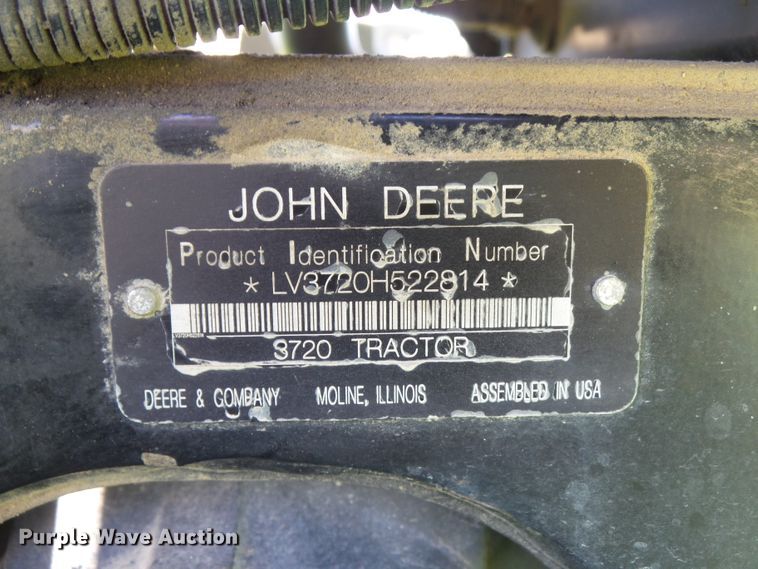 JOHN DEERE
Product Identification Number
* LV3720H522814 *
3720 TRACTOR
DEERE & COMPANY MOLINE, ILLINOIS ASSEMBLED IN USA
Purple Wave Auction